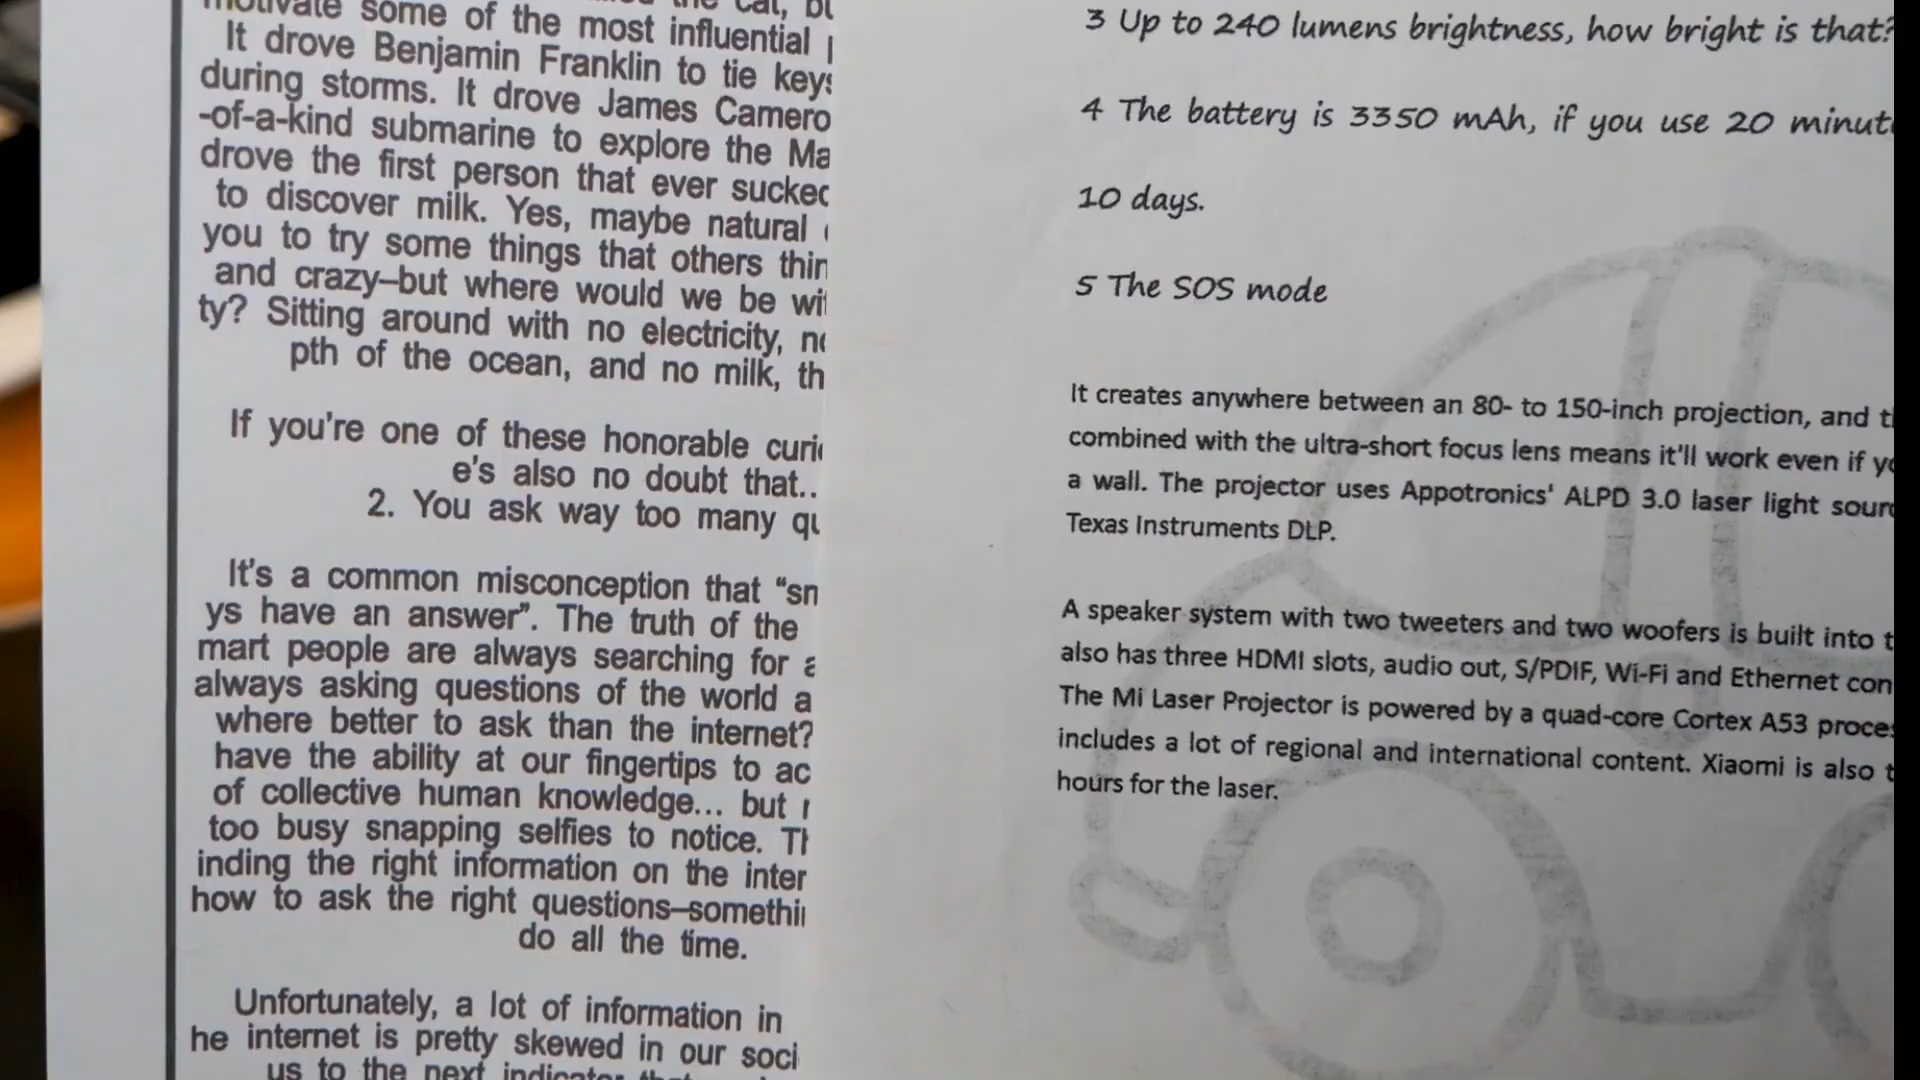 motivate some of the most influential
It drove Benjamin Franklin to tie keys
during storms. It drove James Camero
-of-a-kind submarine to explore the Ma
drove the first person that ever sucked
to discover milk. Yes, maybe natural
you to try some things that others thin
and crazy–but where would we be wit
ty? Sitting around with no electricity, no
pth of the ocean, and no milk, th
If you're one of these honorable curi
e's also no doubt that..
2. You ask way too many qu
It's a common misconception that “sm
ys have an answer”. The truth of the
mart people are always searching for a
always asking questions of the world a
where better to ask than the internet?
have the ability at our fingertips to ac
of collective human knowledge... but
too busy snapping selfies to notice. Th
inding the right information on the inter
how to ask the right questions–somethi
do all the time.
Unfortunately, a lot of information in
he internet is pretty skewed in our soci
us to the next indicator
3 Up to 240 lumens brightness, how bright is that?
4 The battery is 3350 mAh, if you use 20 minut
10 days.
5 The SOS mode
It creates anywhere between an 80- to 150-inch projection, and t
combined with the ultra-short focus lens means it'll work even if yo
a wall. The projector uses Appotronics' ALPD 3.0 laser light sourc
Texas Instruments DLP.
A speaker system with two tweeters and two woofers is built into t
also has three HDMI slots, audio out, S/PDIF, Wi-Fi and Ethernet con
The Mi Laser Projector is powered by a quad-core Cortex A53 proces
includes a lot of regional and international content. Xiaomi is also t
hours for the laser.